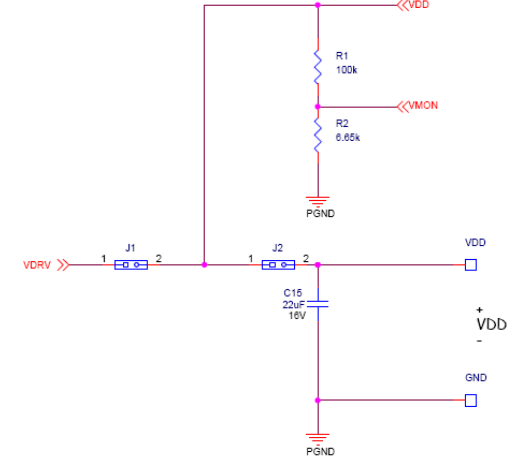 VDD
R1
100k
VMON
R2
6.65k
PGND
J1
J2
VDD
VDRV
1
2
1
2
C15
22uF
16V
+
VDD
-
GND
PGND